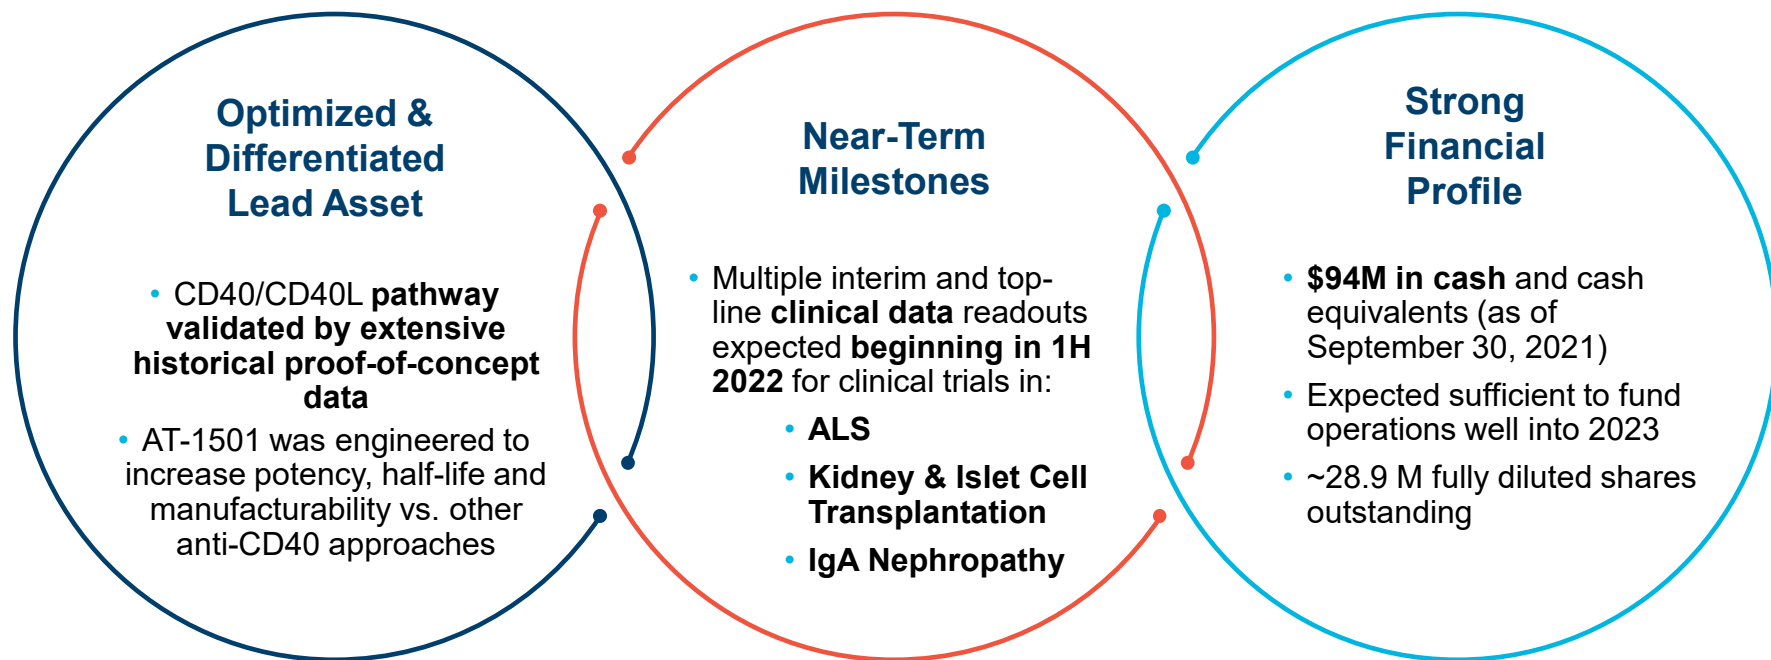 Optimized &
Differentiated
Lead Asset
• CD40/CD40L pathway
validated by extensive
historical proof-of-concept
data
• AT-1501 was engineered to
increase potency, half-life and
manufacturability vs. other
anti-CD40 approaches
Near-Term
Milestones
• Multiple interim and top-
line clinical data readouts
expected beginning in 1H
2022 for clinical trials in:
• ALS
• Kidney & Islet Cell
Transplantation
• IgA Nephropathy
Strong
Financial
Profile
• $94M in cash and cash
equivalents (as of
September 30, 2021)
• Expected sufficient to fund
operations well into 2023
• ~28.9 M fully diluted shares
outstanding